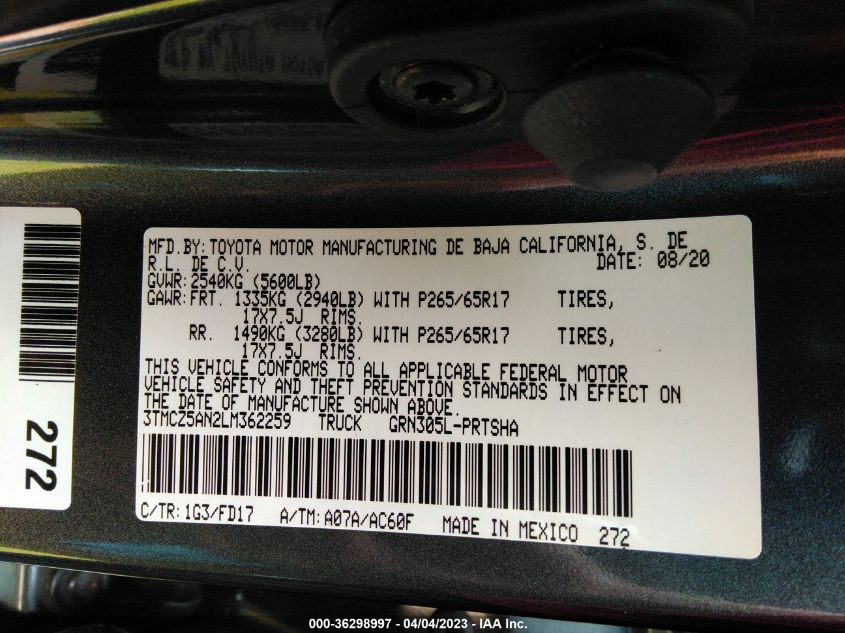 MFD.BY:TOYOTA MOTOR MANUFACTURING DE BAJA CALIFORNIA, S. DE
R.L. DE C.V. DATE: 08/20
GVWR:2540KG (5600LB)
GAWR:FRT. 1335KG (2940LB) WITH P265/65R17 TIRES,
17X7.5J RIMS.
RR. 1490KG (3280LB) WITH P265/65R17 TIRES,
17X7.5J RIMS.
THIS VEHICLE CONFORMS TO ALL APPLICABLE FEDERAL MOTOR
VEHICLE SAFETY AND THEFT PREVENTION STANDARDS IN EFFECT ON
THE DATE OF MANUFACTURE SHOWN ABOVE.
3TMCZ5AN2LM362259 TRUCK GRN305L-PRTSHA
C/TR:1G3/FD17 A/TM:A07A/AC60F MADE IN MEXICO 272
272
000-36298997 - 04/04/2023 - IAA Inc.